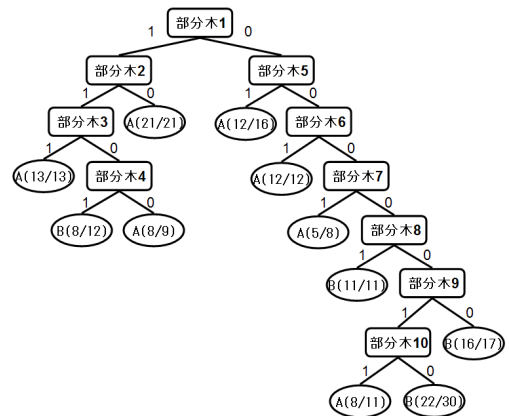 部分木1
1 0
部分木2 部分木5
1 0 1 0
部分木3 A(21/21) A(12/16) 部分木6
1 0 1 0
A(13/13) 部分木4 A(12/12) 部分木7
1 0 1 0
B(8/12) A(8/9) A(5/8) 部分木8
1 0
B(11/11) 部分木9
1 0
部分木10 B(16/17)
1 0
A(8/11) B(22/30)